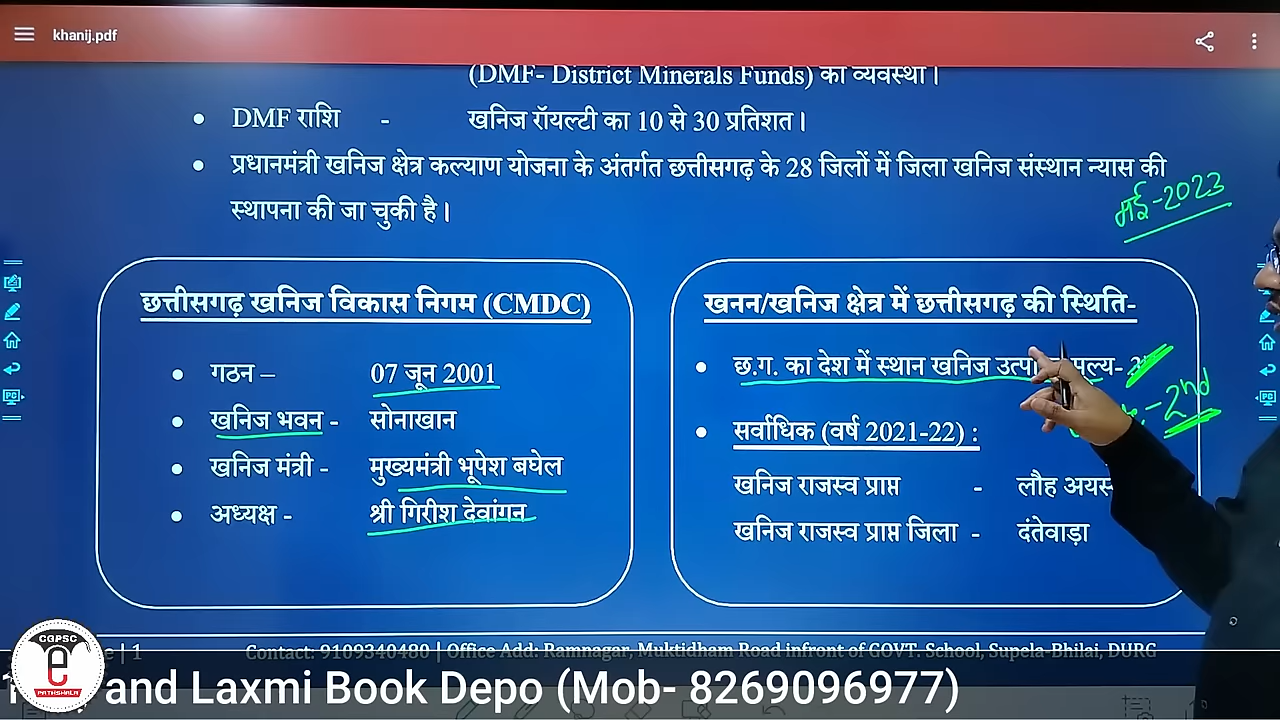 khanij.pdf
(DMF- District Minerals Funds) की व्यवस्था।
• DMF राशि - खनिज रॉयल्टी का 10 से 30 प्रतिशत।
• प्रधानमंत्री खनिज क्षेत्र कल्याण योजना के अंतर्गत छत्तीसगढ़ के 28 जिलों में जिला खनिज संस्थान न्यास की
स्थापना की जा चुकी है।
मई-2023
छत्तीसगढ़ खनिज विकास निगम (CMDC)
• गठन – 07 जून 2001
• खनिज भवन - सोनाखान
• खनिज मंत्री - मुख्यमंत्री भूपेश बघेल
• अध्यक्ष - श्री गिरीश देवांगन
खनन/खनिज क्षेत्र में छत्तीसगढ़ की स्थिति-
• छ.ग. का देश में स्थान खनिज मूल्य-
-2nd
• सर्वाधिक (वर्ष 2021-22) :
खनिज राजस्व प्राप्त - लौह
खनिज राजस्व प्राप्त जिला - दंतेवाड़ा
| 1
Contact: 9109340480 | Office Add: Ramnagar, Muktidham Road infront of GOVT. School, Supela-Bhilai, DURG
CGPSC
e
PATHSHALA
and Laxmi Book Depo (Mob- 8269096977)